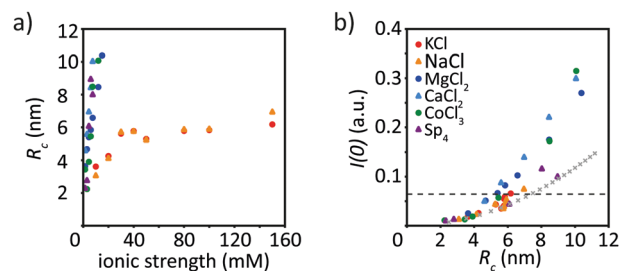 a)
12
10
8
6
4
2
R_c (nm)
0 40 80 120 160
ionic strength (mM)
b)
0.4
0.3
0.2
0.1
0
I(0) (a.u.)
KCl
NaCl
MgCl₂
CaCl₂
CoCl₃
Sp₄
0 2 4 6 8 10 12
R_c (nm)